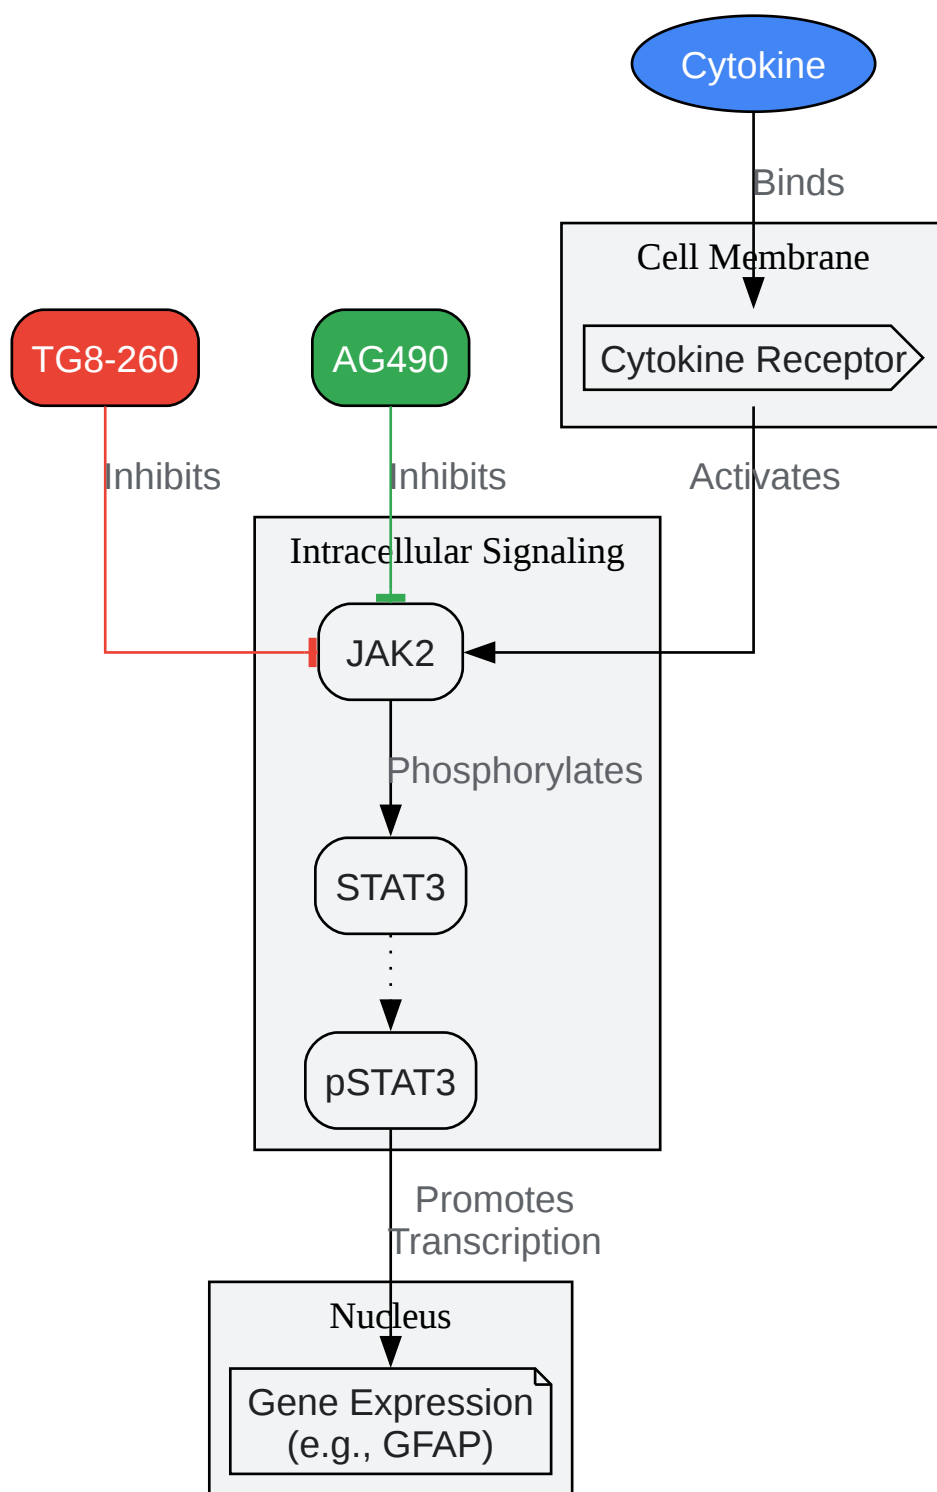 Cytokine
Binds
Cell Membrane
Cytokine Receptor
TG8-260
AG490
Inhibits
Inhibits
Activates
Intracellular Signaling
JAK2
Phosphorylates
STAT3
pSTAT3
Promotes
Transcription
Nucleus
Gene Expression
(e.g., GFAP)